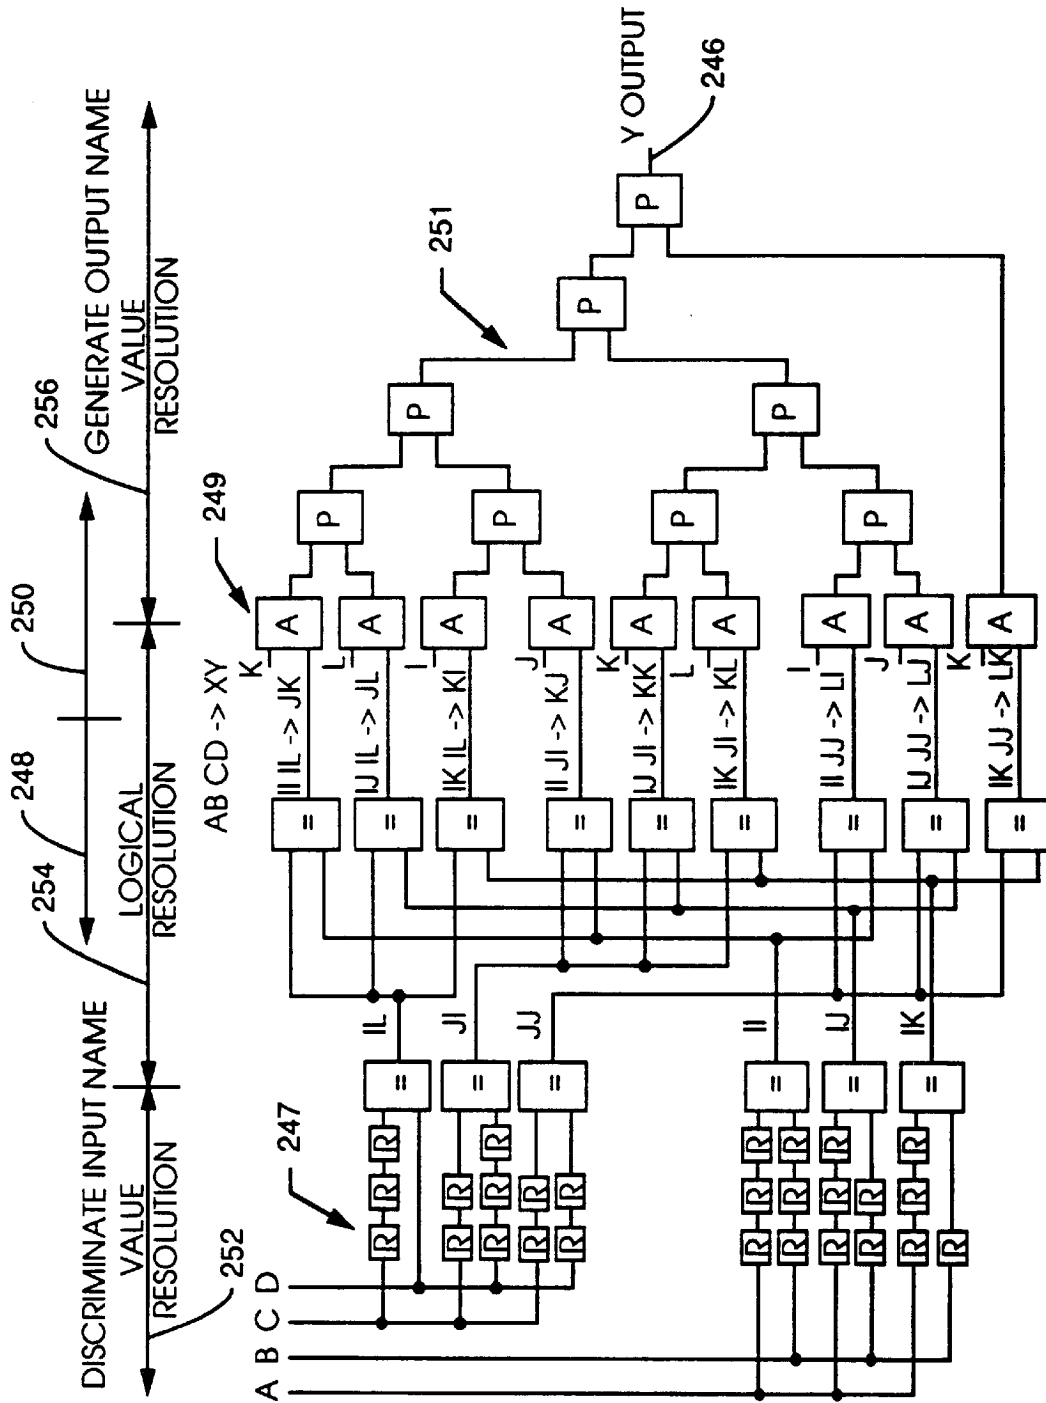 DISCRIMINATE INPUT NAME
VALUE
RESOLUTION
252
LOGICAL
RESOLUTION
254
248
250
GENERATE OUTPUT NAME
VALUE
RESOLUTION
256
AB CD -> XY
249
251
Y OUTPUT
246
247
A
B
C
D
R R R
R R
R R R
R R
R R
= IL
= JI
= JJ
R R R
R R R
R R R
R R
R R R
R
= II
= IJ
= IK
= II IL -> JK K A
= IJ IL -> JL L A
= IK IL -> KI I A
= II JI -> KJ J A
= IJ JI -> KK K A
= IK JI -> KL L A
= II JJ -> LI I A
= IJ JJ -> LJ J A
= IK JJ -> LK K A
P
P
P
P
P
P
P
P